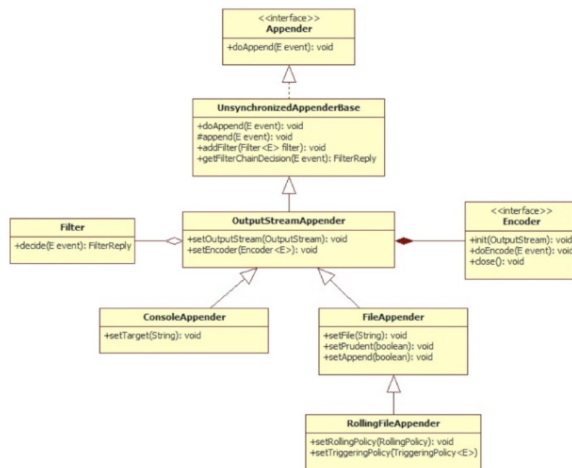 <<interface>>
Appender
+doAppend(E event): void
UnsynchronizedAppenderBase
+doAppend(E event): void
#append(E event): void
+addFilter(Filter<E> filter): void
+getFilterChainDecision(E event): FilterReply
Filter
+decide(E event): FilterReply
OutputStreamAppender
+setOutputStream(OutputStream): void
+setEncoder(Encoder<E>): void
<<interface>>
Encoder
+init(OutputStream): void
+doEncode(E event): void
+close(): void
ConsoleAppender
+setTarget(String): void
FileAppender
+setFile(String): void
+setPrudent(boolean): void
+setAppend(boolean): void
RollingFileAppender
+setRollingPolicy(RollingPolicy): void
+setTriggeringPolicy(TriggeringPolicy<E>)